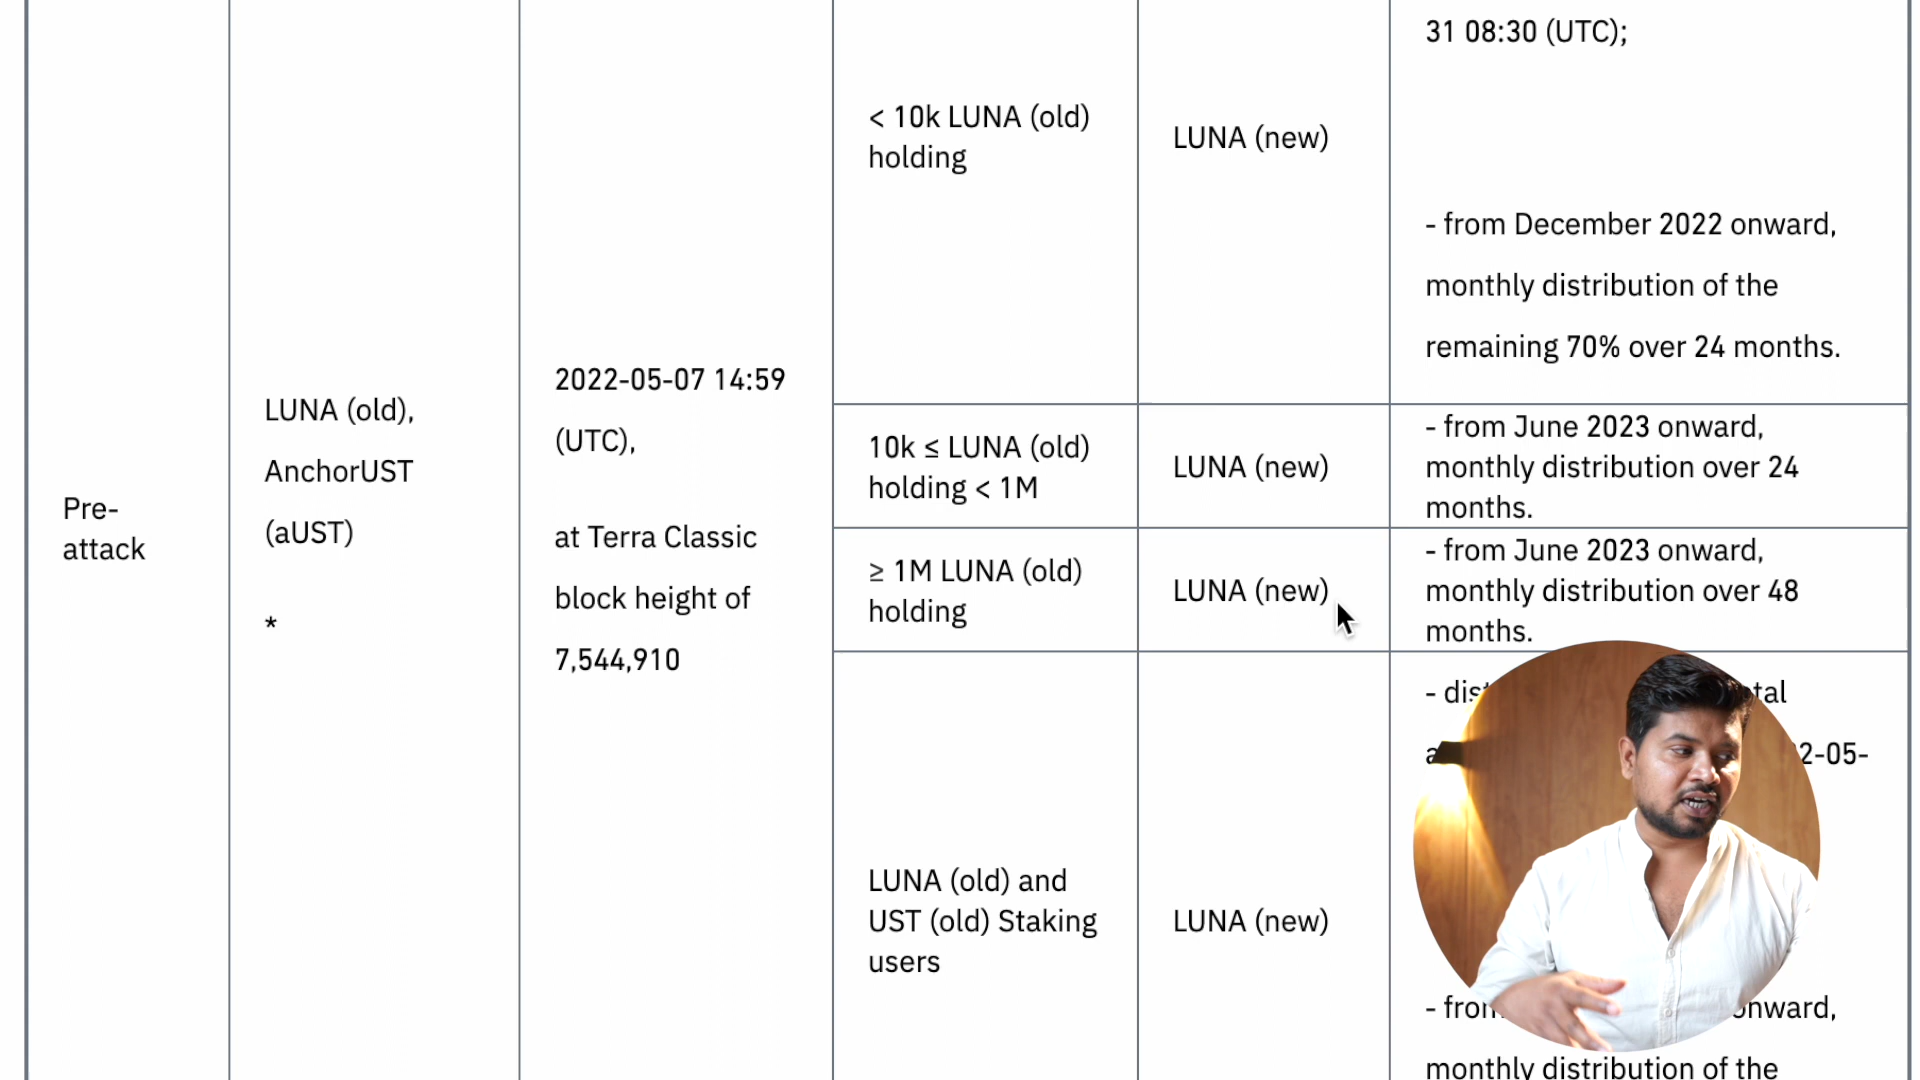 Pre-
attack
LUNA (old),
AnchorUST
(aUST)
*
2022-05-07 14:59
(UTC),
at Terra Classic
block height of
7,544,910
31 08:30 (UTC);
< 10k LUNA (old)
holding
LUNA (new)
- from December 2022 onward,
monthly distribution of the
remaining 70% over 24 months.
10k ≤ LUNA (old)
holding < 1M
LUNA (new)
- from June 2023 onward,
monthly distribution over 24
months.
≥ 1M LUNA (old)
holding
LUNA (new)
- from June 2023 onward,
monthly distribution over 48
months.
LUNA (old) and
UST (old) Staking
users
LUNA (new)
2-05-
- from onward,
monthly distribution of the